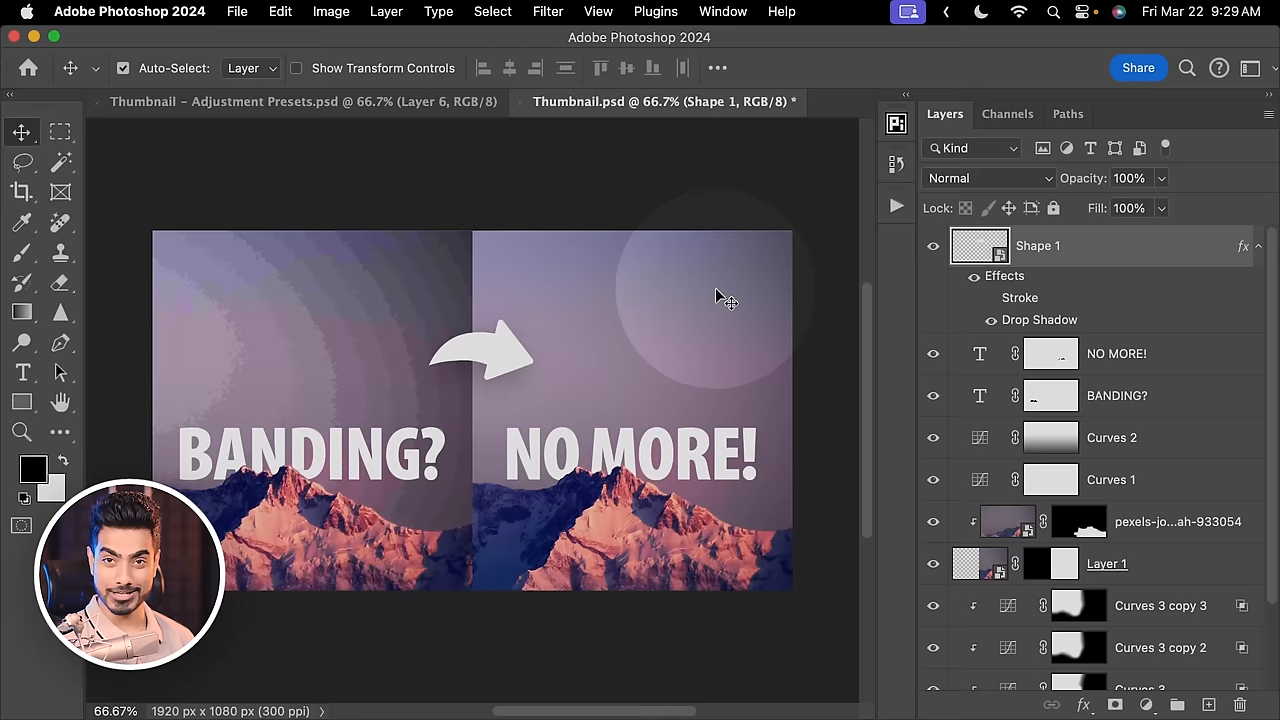 Adobe Photoshop 2024 File Edit Image Layer Type Select Filter View Plugins Window Help Fri Mar 22 9:29 AM
Adobe Photoshop 2024
Auto-Select: Layer Show Transform Controls ••• Share
Thumbnail – Adjustment Presets.psd @ 66.7% (Layer 6, RGB/8) Thumbnail.psd @ 66.7% (Shape 1, RGB/8) *
Layers Channels Paths
Kind
Normal Opacity: 100%
Lock: Fill: 100%
Shape 1 fx
Effects
Stroke
Drop Shadow
NO MORE!
BANDING?
Curves 2
Curves 1
pexels-jo...ah-933054
Layer 1
Curves 3 copy 3
Curves 3 copy 2
Curves 3
Pi
BANDING? NO MORE!
66.67% 1920 px x 1080 px (300 ppi)
fx